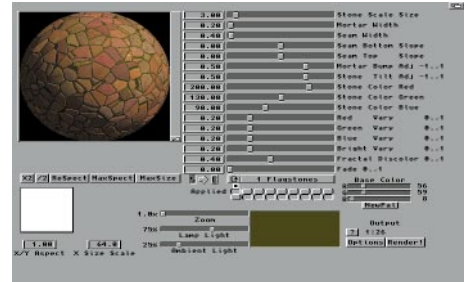 3.00 Stone Scale Size
0.20 Mortar Width
0.40 Seam Width
0.00 Seam Bottom Slope
0.00 Seam Top Slope
0.50 Mortar Bump Adj -1..1
0.50 Stone Tilt Adj -1..1
200.00 Stone Color Red
130.00 Stone Color Green
90.00 Stone Color Blue
0.20 Red Vary 0..1
0.20 Green Vary 0..1
0.20 Blue Vary 0..1
0.20 Bright Vary 0..1
0.40 Fractal Discolor 0..1
0.00 Fade 0..1
X2 /2 ReSpect MaxSpect MaxSize
1 Flagstones
Applied
Base Color
R 56
G 59
B 0
NewPal
1.0x Zoom
75% Lamp Light
25% Ambient Light
1.00 64.0
X/Y Aspect X Size Scale
Output
? 1:26
Options Render!